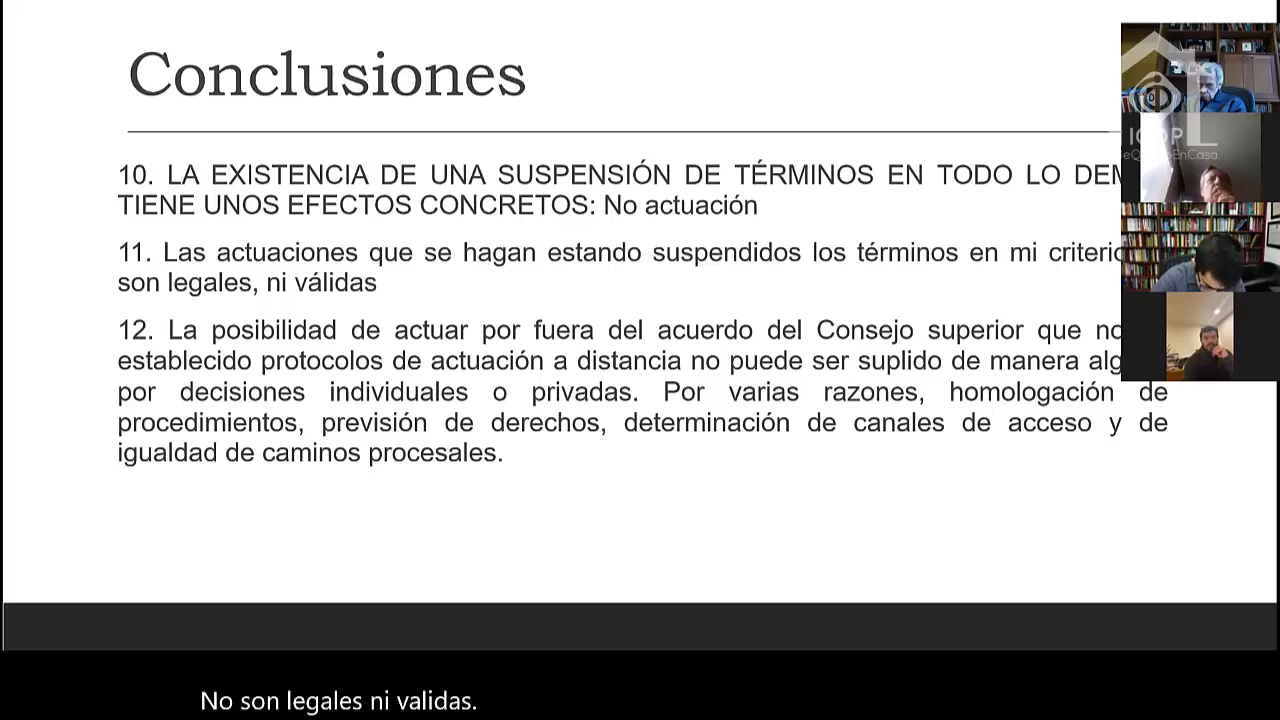 Conclusiones
10. LA EXISTENCIA DE UNA SUSPENSIÓN DE TÉRMINOS EN TODO LO
TIENE UNOS EFECTOS CONCRETOS: No actuación
11. Las actuaciones que se hagan estando suspendidos los términos en mi
son legales, ni válidas
12. La posibilidad de actuar por fuera del acuerdo del Consejo superior que
establecido protocolos de actuación a distancia no puede ser suplido de manera
por decisiones individuales o privadas. Por varias razones, homologación de
procedimientos, previsión de derechos, determinación de canales de acceso y de
igualdad de caminos procesales.
No son legales ni validas.